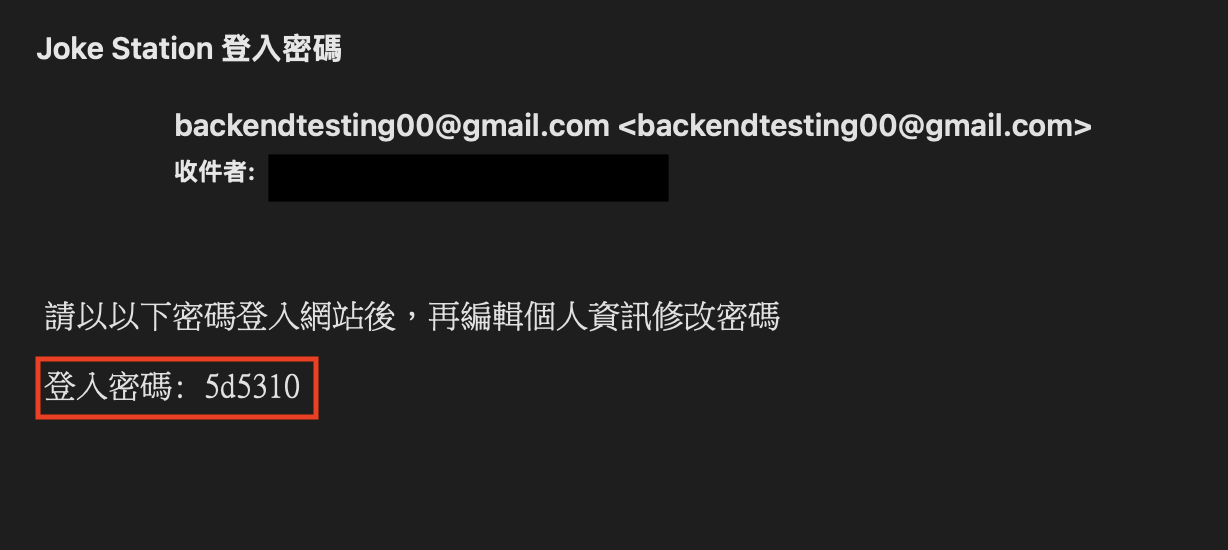 Joke Station 登入密碼
backendtesting00@gmail.com <backendtesting00@gmail.com>
收件者:
請以以下密碼登入網站後，再編輯個人資訊修改密碼
登入密碼: 5d5310